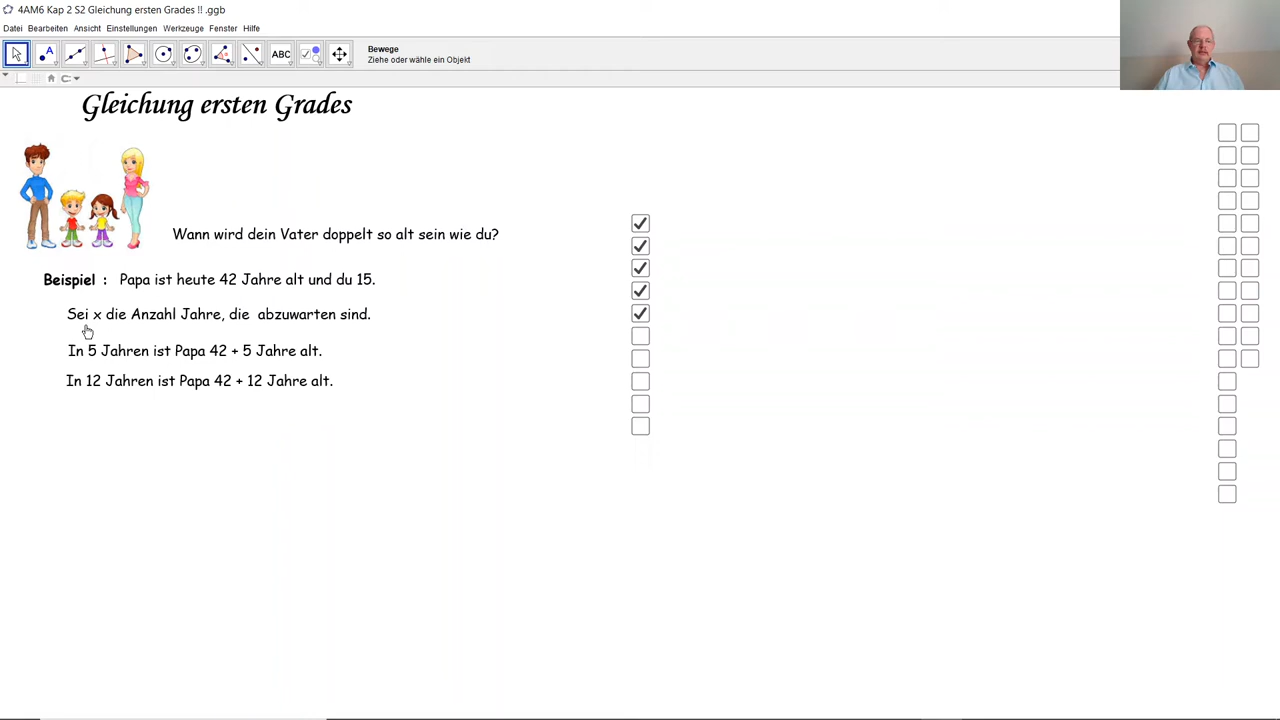 4AM6 Kap 2 S2 Gleichung ersten Grades !! .ggb
Datei Bearbeiten Ansicht Einstellungen Werkzeuge Fenster Hilfe
A
ABC
Bewege
Ziehe oder wähle ein Objekt
Gleichung ersten Grades
Wann wird dein Vater doppelt so alt sein wie du?
Beispiel : Papa ist heute 42 Jahre alt und du 15.
Sei x die Anzahl Jahre, die abzuwarten sind.
In 5 Jahren ist Papa 42 + 5 Jahre alt.
In 12 Jahren ist Papa 42 + 12 Jahre alt.